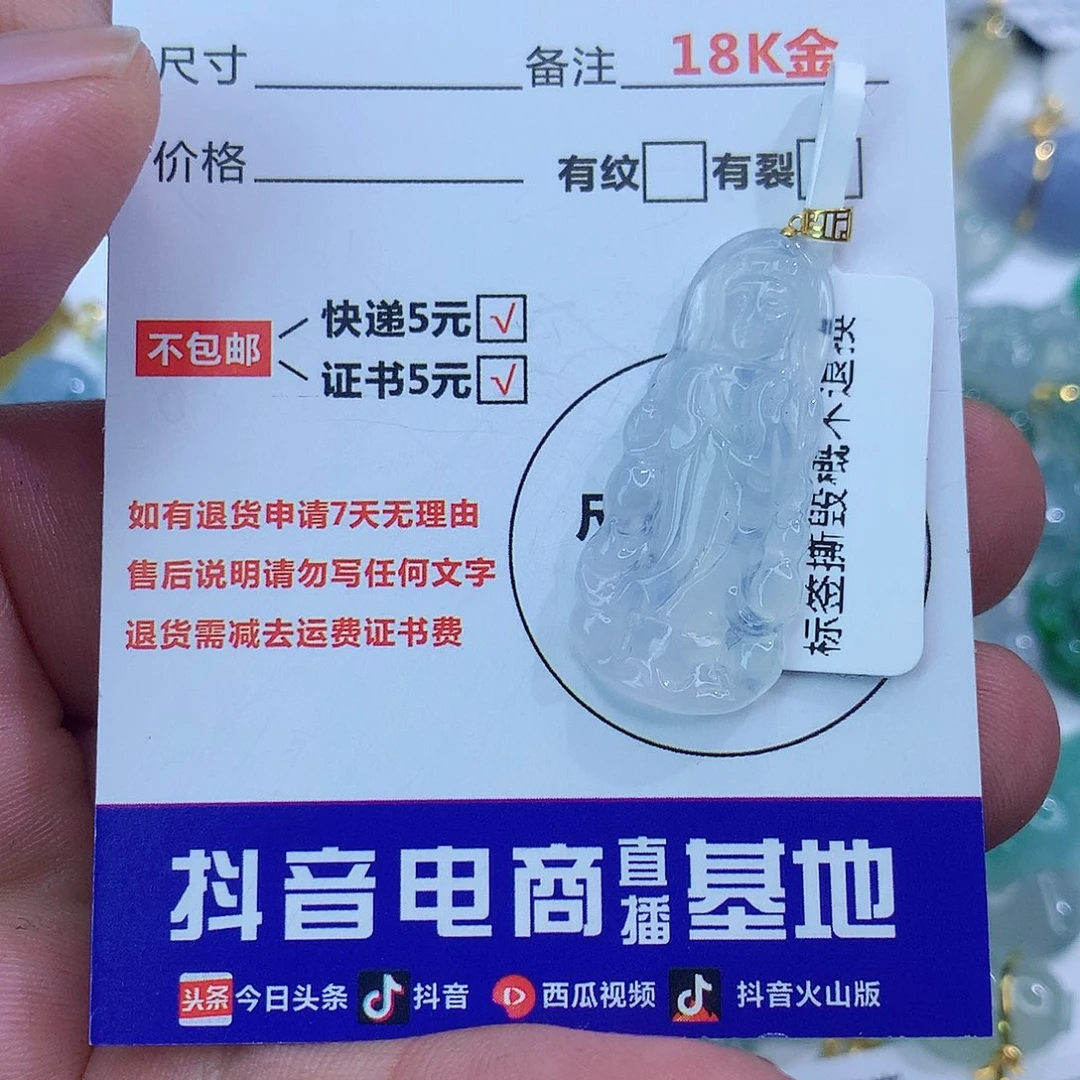 尺寸 备注 18K金
价格 有纹 有裂
不包邮
快递5元 √
证书5元 √
如有退货申请7天无理由
售后说明请勿写任何文字
退货需减去运费证书费
标签撕毁概不退换
抖音电商直播基地
头条 今日头条 抖音 西瓜视频 抖音火山版